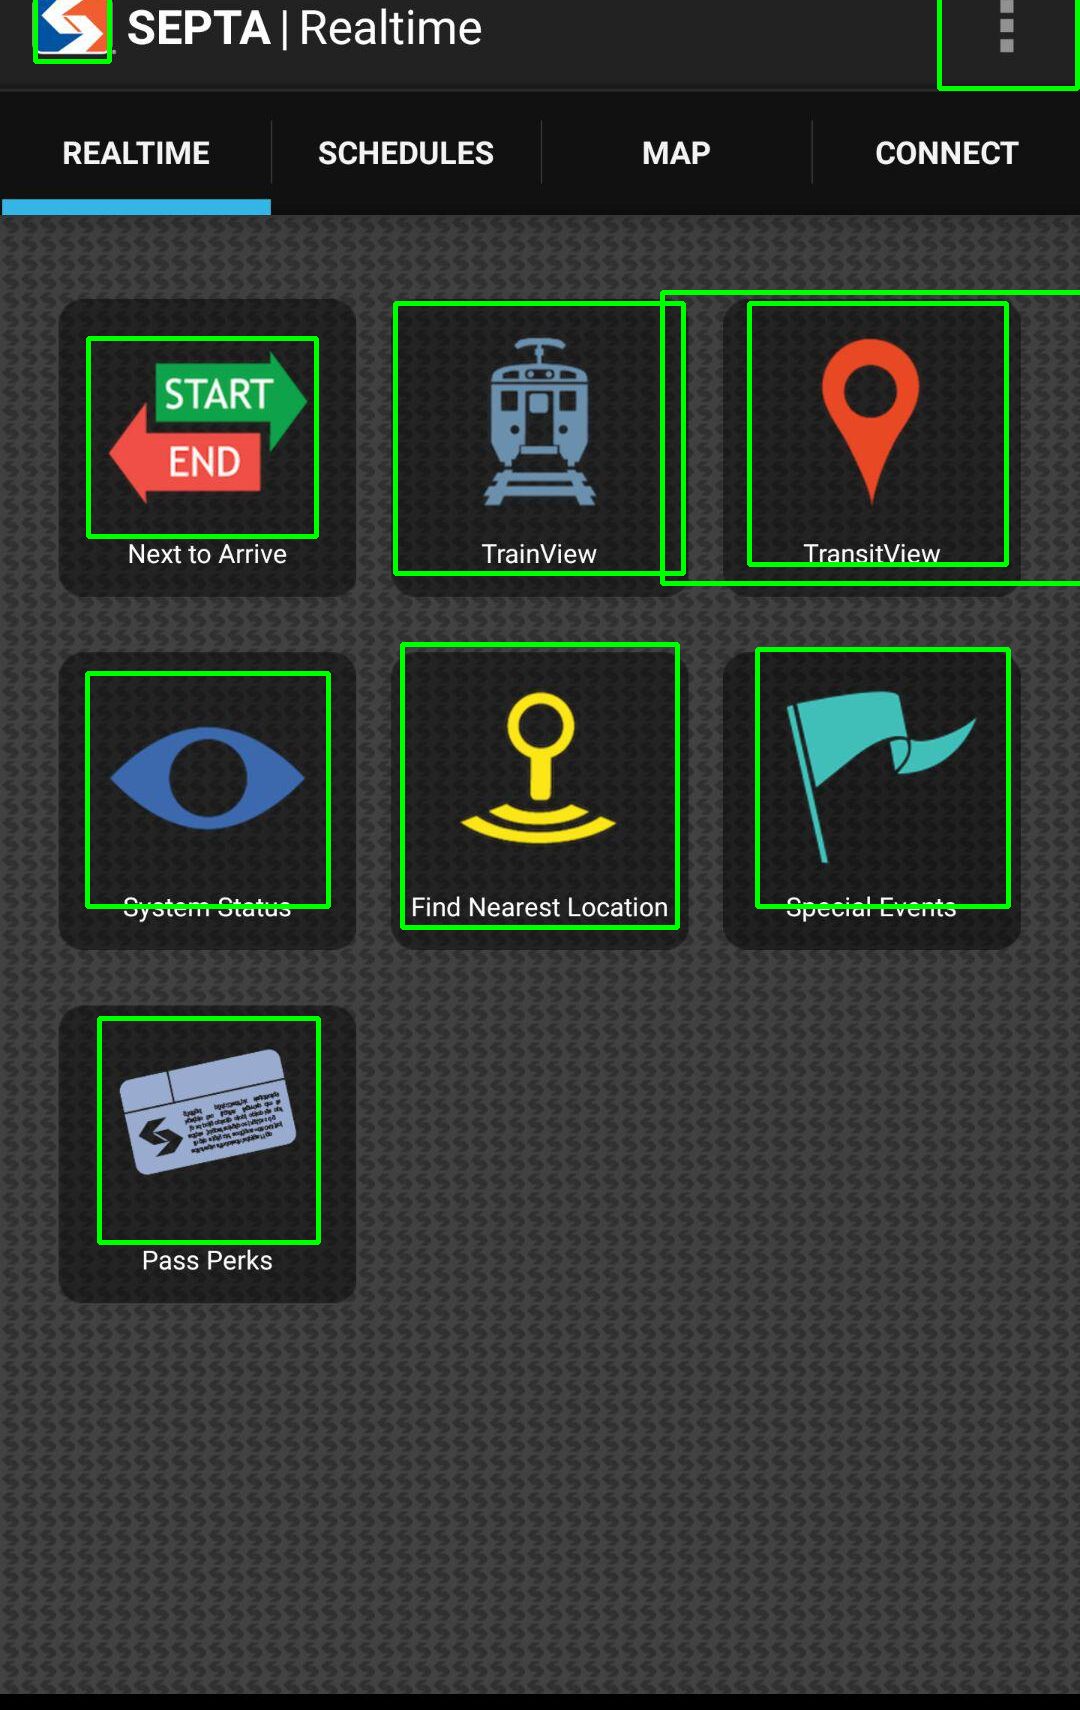 SEPTA | Realtime
REALTIME SCHEDULES MAP CONNECT
START
END
Next to Arrive TrainView TransitView
System Status Find Nearest Location Special Events
Pass Perks